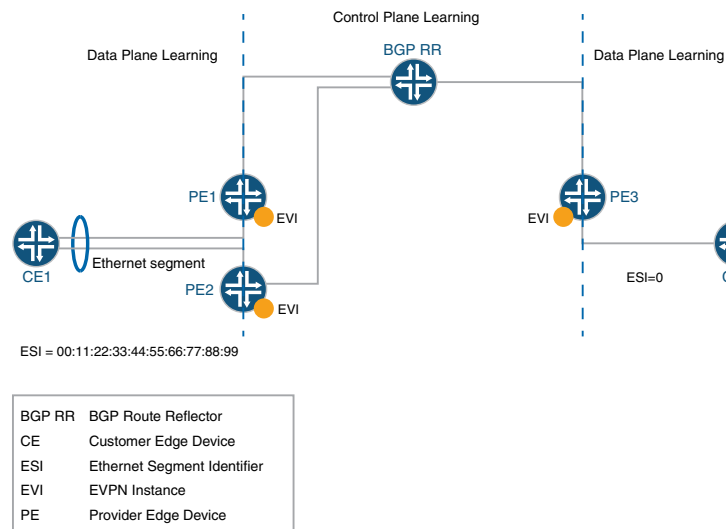 Control Plane Learning
Data Plane Learning
BGP RR
Data Plane Learning
PE1
EVI
EVI
PE3
CE1
Ethernet segment
PE2
EVI
ESI=0
C
ESI = 00:11:22:33:44:55:66:77:88:99
BGP RR BGP Route Reflector
CE Customer Edge Device
ESI Ethernet Segment Identifier
EVI EVPN Instance
PE Provider Edge Device